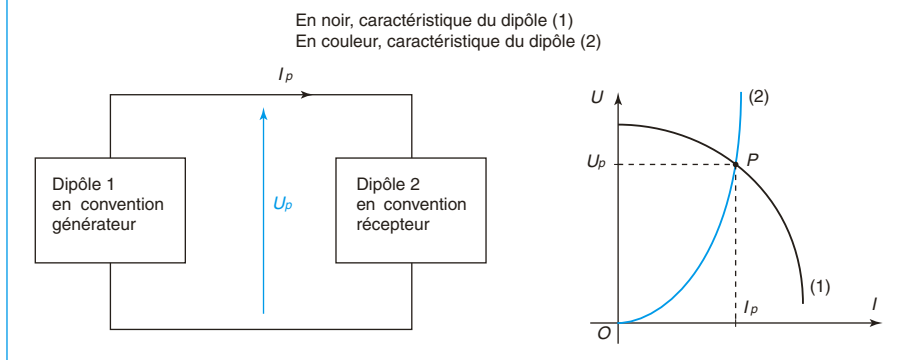 En noir, caractéristique du dipôle (1)
En couleur, caractéristique du dipôle (2)
Ip
Dipôle 1
en convention
générateur
Up
Dipôle 2
en convention
récepteur
U
(2)
Up
P
(1)
Ip
I
O